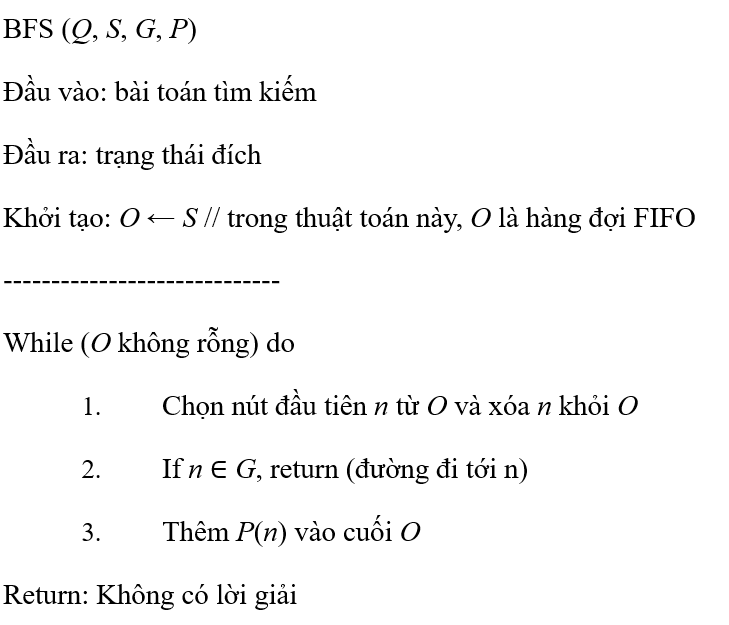 BFS (Q, S, G, P)
Đầu vào: bài toán tìm kiếm
Đầu ra: trạng thái đích
Khởi tạo: O ← S // trong thuật toán này, O là hàng đợi FIFO
-----------------------------
While (O không rỗng) do
1. Chọn nút đầu tiên n từ O và xóa n khỏi O
2. If n ∈ G, return (đường đi tới n)
3. Thêm P(n) vào cuối O
Return: Không có lời giải